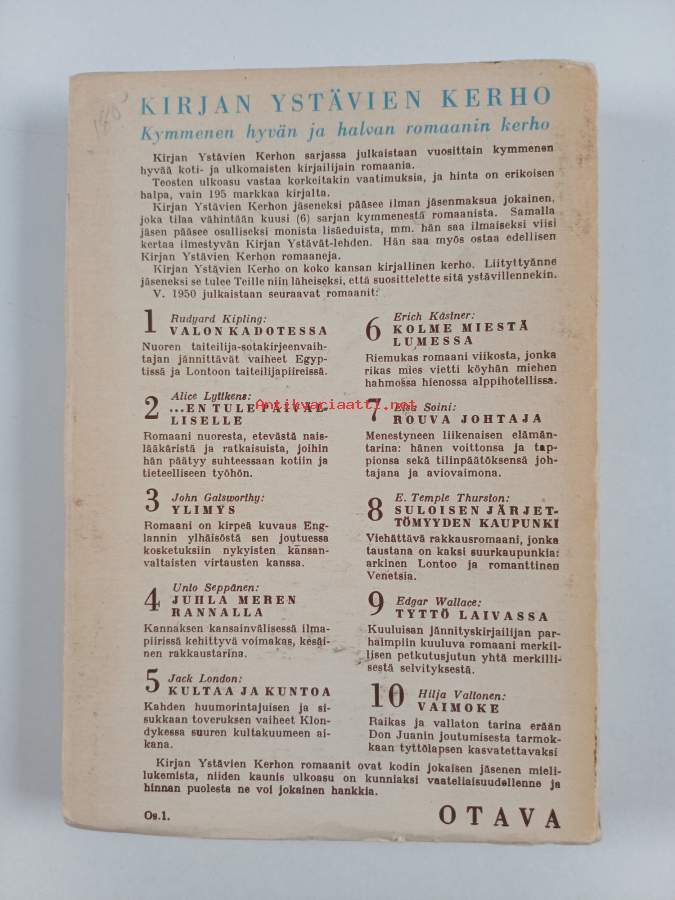 KIRJAN YSTÄVIEN KERHO
Kymmenen hyvän ja halvan romaanin kerho
Kirjan Ystävien Kerhon sarjassa julkaistaan vuosittain kymmenen
hyvää koti- ja ulkomaisten kirjailijain romaania.
Teosten ulkoasu vastaa korkeitakin vaatimuksia, ja hinta on erikoisen
halpa, vain 195 markkaa kirjalta.
Kirjan Ystävien Kerhon jäseneksi pääsee ilman jäsenmaksua jokainen,
joka tilaa vähintään kuusi (6) sarjan kymmenestä romaanista. Samalla
jäsen pääsee osalliseksi monista lisäeduista, mm. hän saa ilmaiseksi viisi
kertaa ilmestyvän Kirjan Ystävät-lehden. Hän saa myös ostaa edellisen
Kirjan Ystävien Kerhon romaaneja.
Kirjan Ystävien Kerho on koko kansan kirjallinen kerho. Liityttyänne
jäseneksi se tulee Teille niin läheiseksi, että suosittelette sitä ystävillennekin.
V. 1950 julkaistaan seuraavat romaanit:
1 Rudyard Kipling:
VALON KADOTESSA
Nuoren taiteilija-sotakirjeenvaih-
tajan jännittävät vaiheet Egyp-
tissä ja Lontoon taiteilijapiireissä.
2 Alice Lyttkens:
...EN TULE PÄIVÄL-
LISELLE
Romaani nuoresta, etevästä nais-
lääkäristä ja ratkaisuista, joihin
hän päätyy suhteessaan kotiin ja
tieteelliseen työhön.
3 John Galsworthy:
YLIMYS
Romaani on kirpeä kuvaus Eng-
lannin ylhäisöstä sen joutuessa
kosketuksiin nykyisten kansan-
valtaisten virtausten kanssa.
4 Unto Seppänen:
JUHLA MEREN
RANNALLA
Kannaksen kansainvälisessä ilma-
piirissä kehittyvä voimakas, kesäi-
nen rakkaustarina.
5 Jack London:
KULTAA JA KUNTOA
Kahden huumorintajuisen ja si-
sukkaan toveruksen vaiheet Klon-
dykessa suuren kultakuumeen ai-
kana.
6 Erich Kästner:
KOLME MIESTÄ
LUMESSA
Riemukas romaani viikosta, jonka
rikas mies vietti köyhän miehen
hahmossa hienossa alppihotellissa.
7 Elsa Soini:
ROUVA JOHTAJA
Menestyneen liikenaisen elämän-
tarina: hänen voittonsa ja tap-
pionsa sekä tilinpäätöksensä joh-
tajana ja aviovaimona.
8 E. Temple Thurston:
SULOISEN JÄRJET-
TÖMYYDEN KAUPUNKI
Viehättävä rakkausromaani, jonka
taustana on kaksi suurkaupunkia:
arkinen Lontoo ja romanttinen
Venetsia.
9 Edgar Wallace:
TYTTÖ LAIVASSA
Kuuluisan jännityskirjailijan par-
haimpiin kuuluva romaani merkil-
lisen petkutusjutun yhtä merkilli-
sestä selvityksestä.
10 Hilja Valtonen:
VAIMOKE
Raikas ja vallaton tarina erään
Don Juanin joutumisesta tarmok-
kaan tyttölapsen kasvatettavaksi
Kirjan Ystävien Kerhon romaanit ovat kodin jokaisen jäsenen mieli-
lukemista, niiden kaunis ulkoasu on kunniaksi vaateliaisuudellenne ja
hinnan puolesta ne voi jokainen hankkia.
Os.1.
OTAVA
Antikvariaatti.net